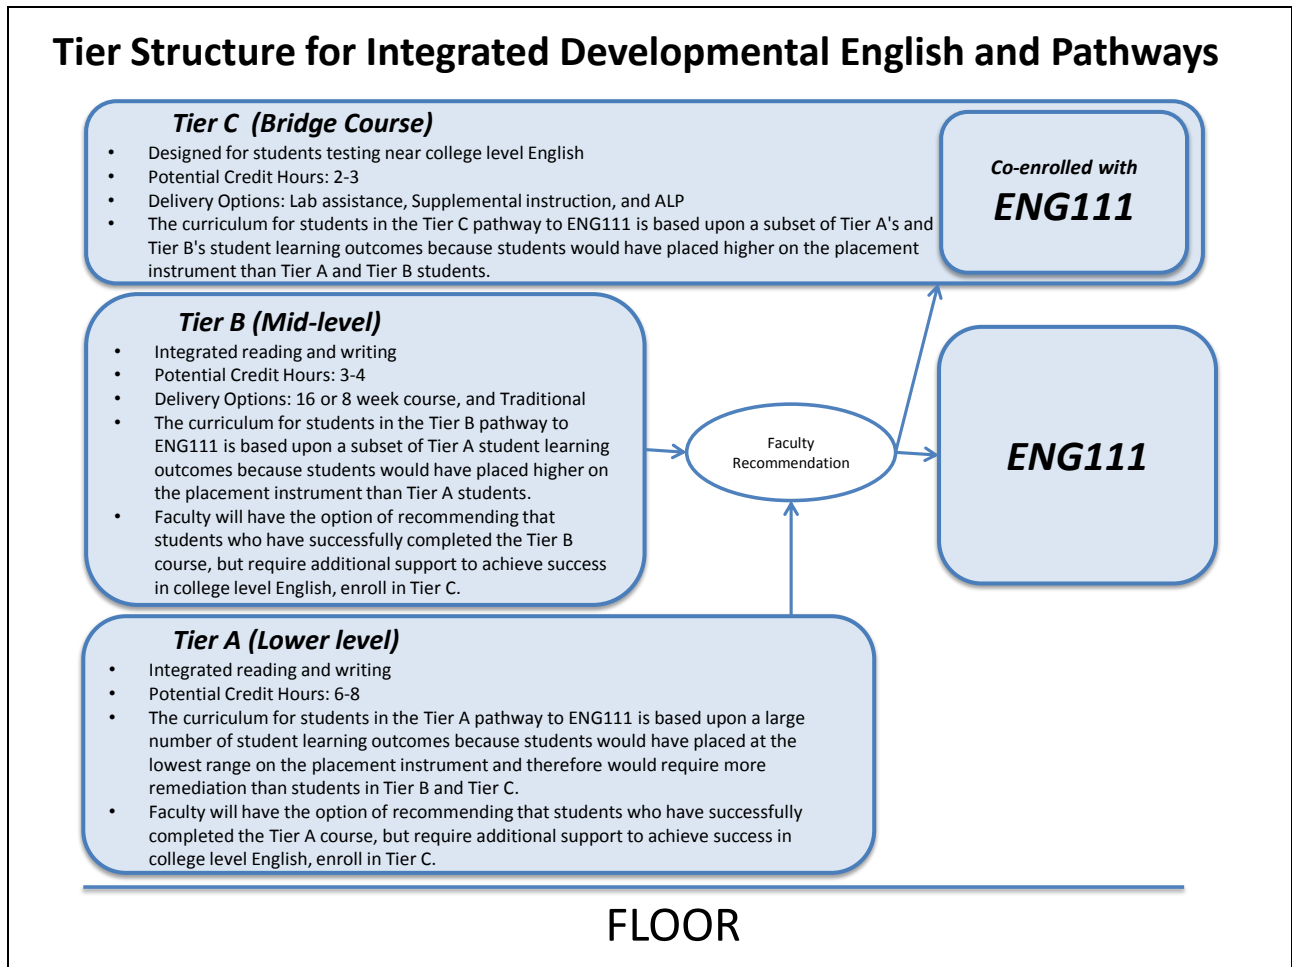 Tier Structure for Integrated Developmental English and Pathways
Tier C (Bridge Course)
• Designed for students testing near college level English
• Potential Credit Hours: 2-3
• Delivery Options: Lab assistance, Supplemental instruction, and ALP
• The curriculum for students in the Tier C pathway to ENG111 is based upon a subset of Tier A's and
Tier B's student learning outcomes because students would have placed higher on the placement
instrument than Tier A and Tier B students.
Co-enrolled with
ENG111
Tier B (Mid-level)
• Integrated reading and writing
• Potential Credit Hours: 3-4
• Delivery Options: 16 or 8 week course, and Traditional
• The curriculum for students in the Tier B pathway to
ENG111 is based upon a subset of Tier A student learning
outcomes because students would have placed higher on
the placement instrument than Tier A students.
• Faculty will have the option of recommending that
students who have successfully completed the Tier B
course, but require additional support to achieve success
in college level English, enroll in Tier C.
Faculty
Recommendation
ENG111
Tier A (Lower level)
• Integrated reading and writing
• Potential Credit Hours: 6-8
• The curriculum for students in the Tier A pathway to ENG111 is based upon a large
number of student learning outcomes because students would have placed at the
lowest range on the placement instrument and therefore would require more
remediation than students in Tier B and Tier C.
• Faculty will have the option of recommending that students who have successfully
completed the Tier A course, but require additional support to achieve success in
college level English, enroll in Tier C.
FLOOR